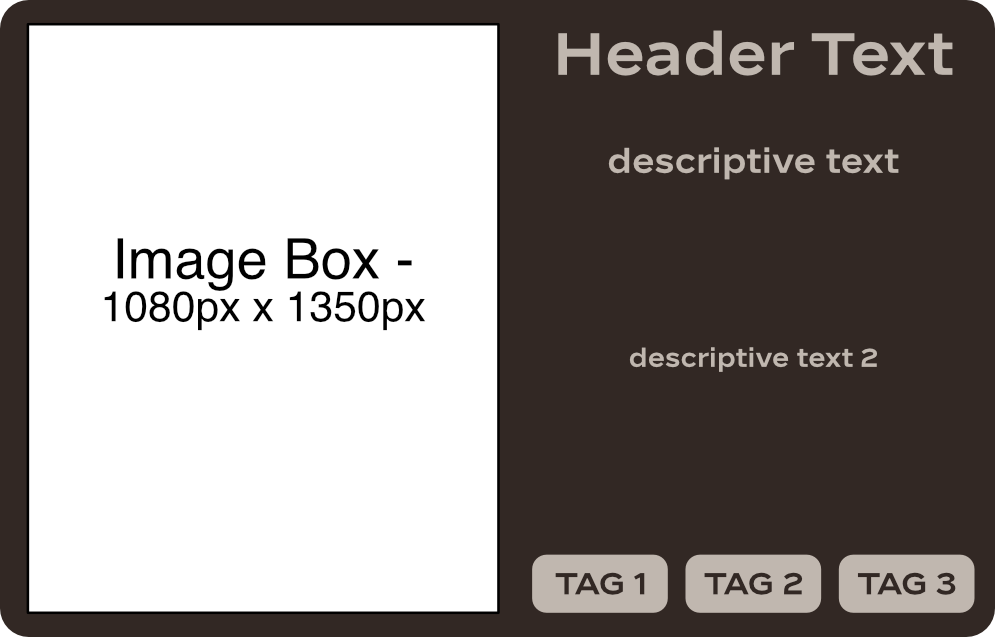 Image Box -
1080px x 1350px
Header Text
descriptive text
descriptive text 2
TAG 1
TAG 2
TAG 3